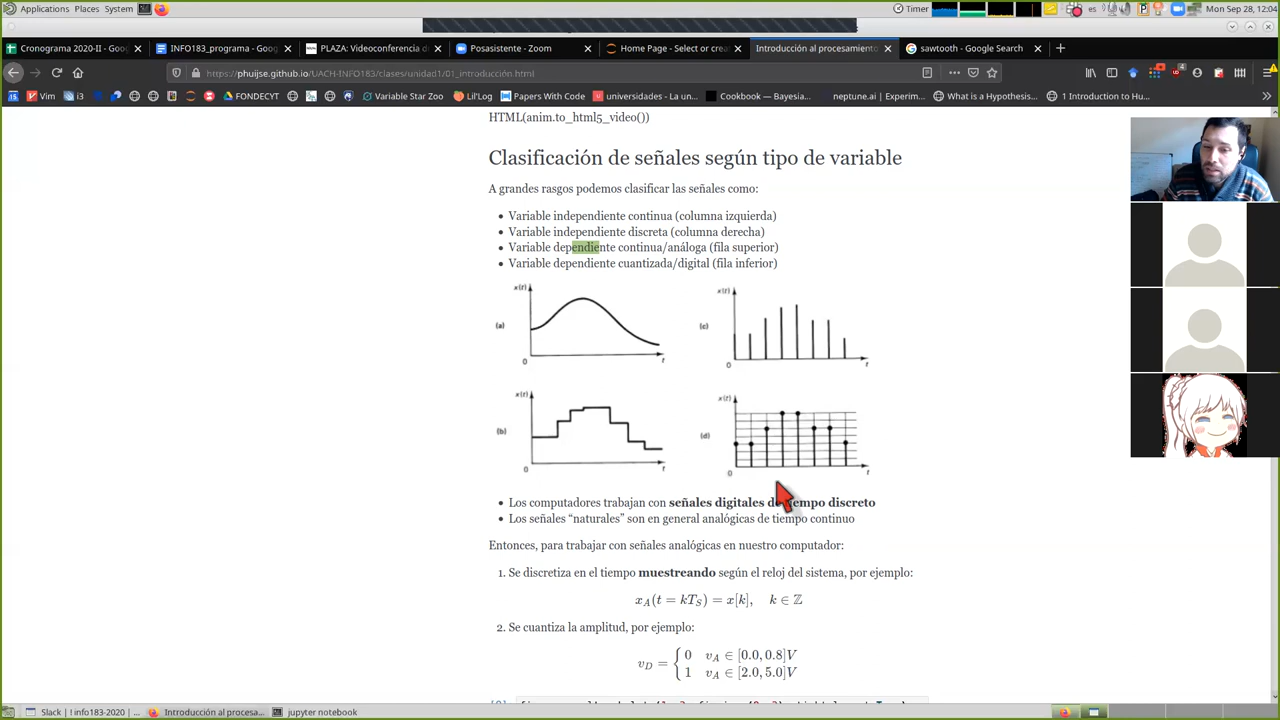 Applications Places System Timer es Mon Sep 28, 12:04
Cronograma 2020-II - Goo INFO183_programa - Goog PLAZA: Videoconferencia d Posasistente - Zoom Home Page - Select or crea Introducción al procesamiento sawtooth - Google Search
https://phuijse.github.io/UACH-INFO183/clases/unidad1/01_introducción.html
Vim i3 FONDECYT Variable Star Zoo Lil'Log Papers With Code universidades - La un... Cookbook — Bayesia... neptune.ai | Experim... What is a Hypothesis... 1 Introduction to Hu...
HTML(anim.to_html5_video())
Clasificación de señales según tipo de variable
A grandes rasgos podemos clasificar las señales como:
• Variable independiente continua (columna izquierda)
• Variable independiente discreta (columna derecha)
• Variable dependiente continua/análoga (fila superior)
• Variable dependiente cuantizada/digital (fila inferior)
x(t) x(t)
(a) (c)
0 t 0 t
x(t) x(t)
(b) (d)
0 t 0 t
• Los computadores trabajan con señales digitales de tiempo discreto
• Los señales “naturales” son en general analógicas de tiempo continuo
Entonces, para trabajar con señales analógicas en nuestro computador:
1. Se discretiza en el tiempo muestreando según el reloj del sistema, por ejemplo:
x_A(t = kT_S) = x[k], k ∈ ℤ
2. Se cuantiza la amplitud, por ejemplo:
v_D = { 0 v_A ∈ [0.0, 0.8]V
1 v_A ∈ [2.0, 5.0]V
Slack | ! info183-2020 ... Introducción al procesa... jupyter notebook